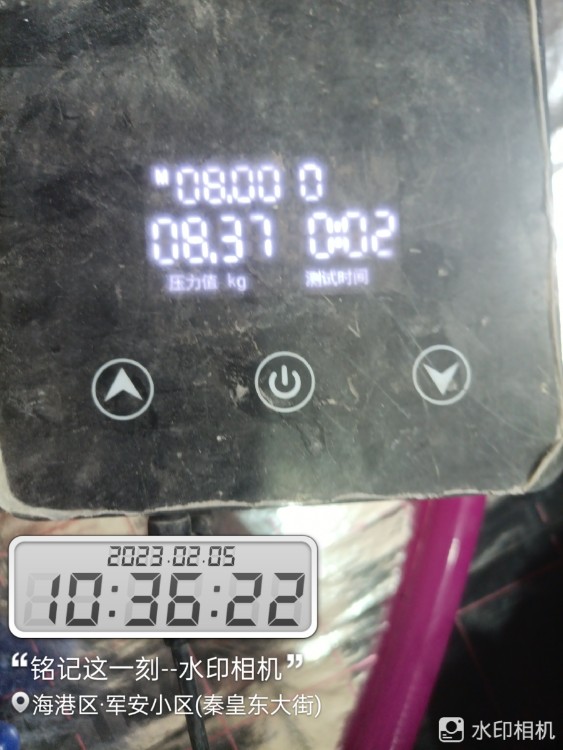 M 08.00 0
08.37 0:02
压力值 kg 测试时间
2023.02.05
10:36:22
“铭记这一刻--水印相机”
海港区·军安小区(秦皇东大街)
水印相机